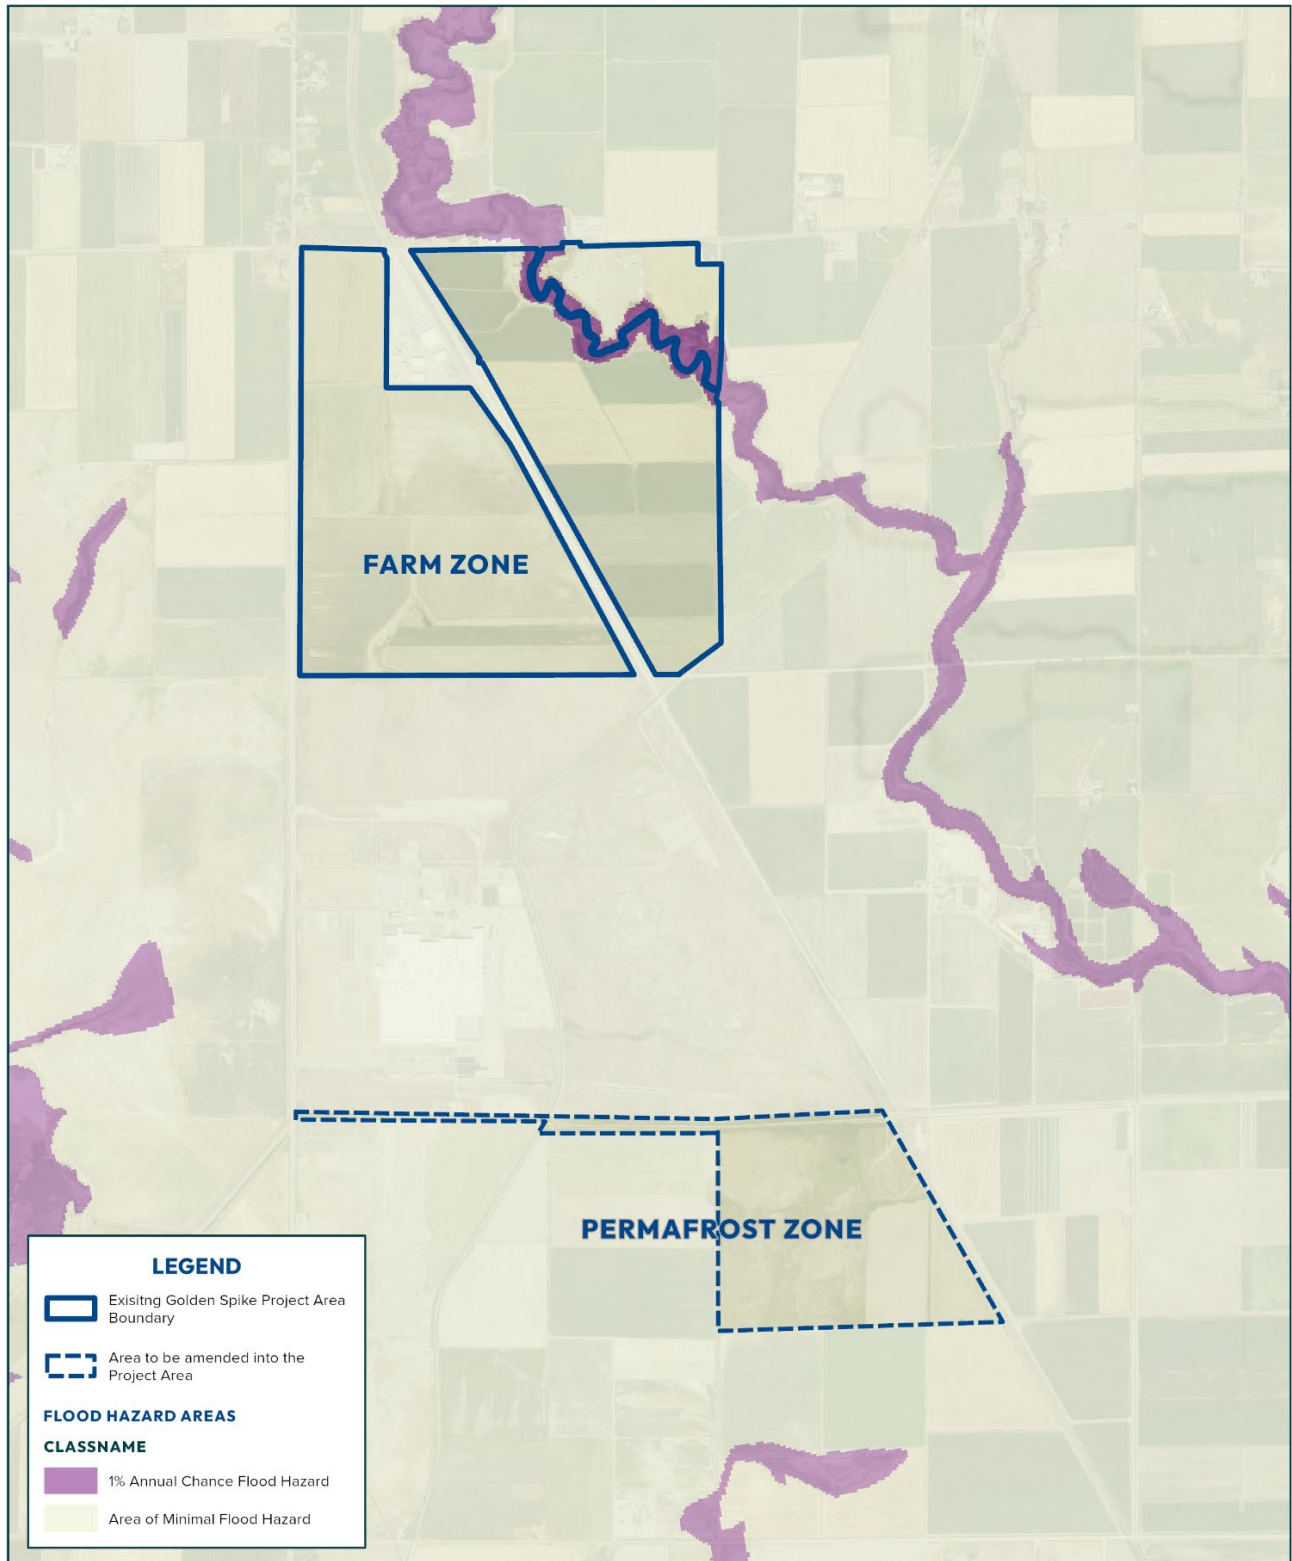 FARM ZONE
PERMAFROST ZONE
LEGEND
Exisitng Golden Spike Project Area
Boundary
Area to be amended into the
Project Area
FLOOD HAZARD AREAS
CLASSNAME
1% Annual Chance Flood Hazard
Area of Minimal Flood Hazard